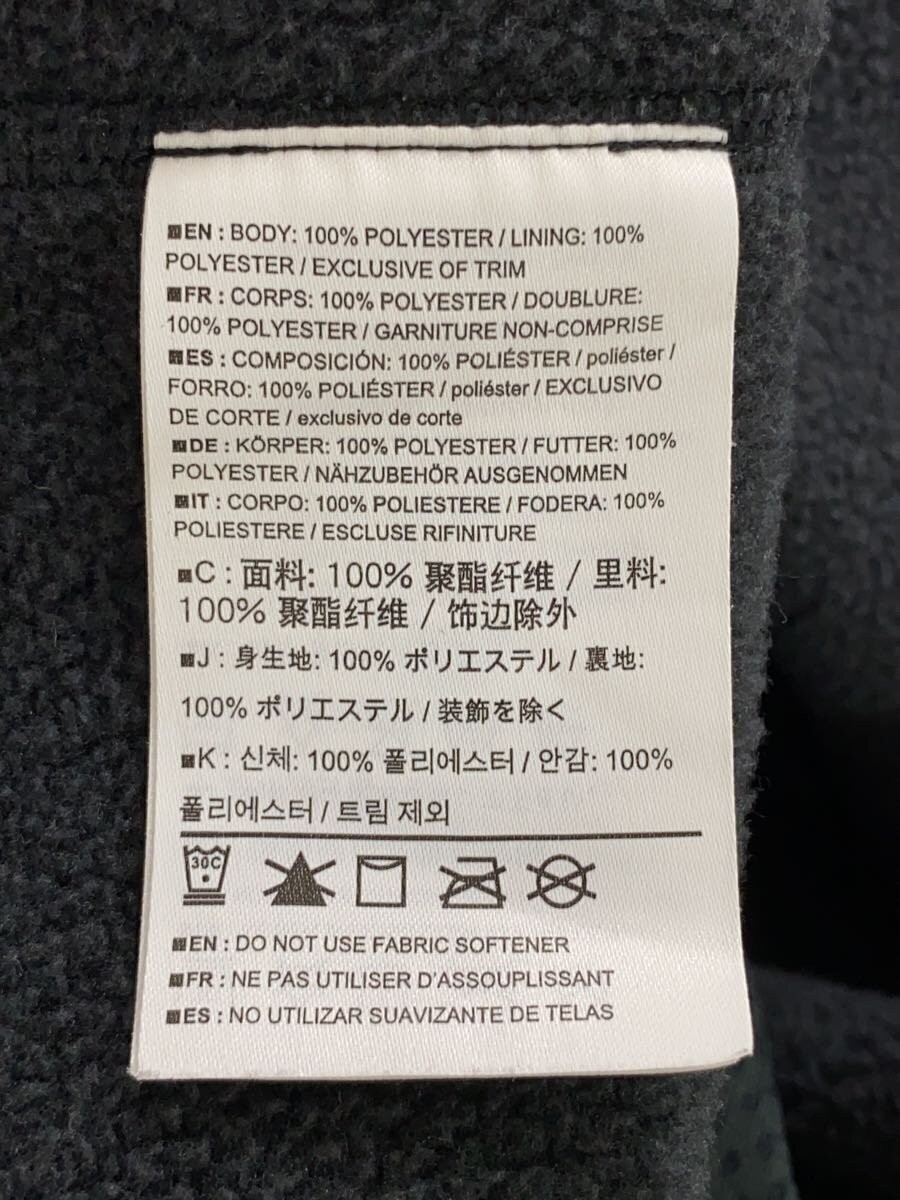 EN : BODY: 100% POLYESTER / LINING: 100%
POLYESTER / EXCLUSIVE OF TRIM
FR : CORPS: 100% POLYESTER / DOUBLURE:
100% POLYESTER / GARNITURE NON-COMPRISE
ES : COMPOSICIÓN: 100% POLIÉSTER / poliéster /
FORRO: 100% POLIÉSTER / poliéster / EXCLUSIVO
DE CORTE / exclusivo de corte
DE : KÖRPER: 100% POLYESTER / FUTTER: 100%
POLYESTER / NÄHZUBEHÖR AUSGENOMMEN
IT : CORPO: 100% POLIESTERE / FODERA: 100%
POLIESTERE / ESCLUSE RIFINITURE
C : 面料: 100% 聚酯纤维 / 里料:
100% 聚酯纤维 / 饰边除外
J : 身生地: 100% ポリエステル / 裏地:
100% ポリエステル / 装飾を除く
K : 신체: 100% 폴리에스터 / 안감: 100%
폴리에스터 / 트림 제외
30C
EN : DO NOT USE FABRIC SOFTENER
FR : NE PAS UTILISER D'ASSOUPLISSANT
ES : NO UTILIZAR SUAVIZANTE DE TELAS